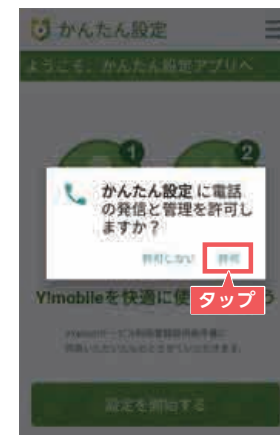 かんたん設定
ようこそ、かんたん設定アプリへ
1
2
かんたん設定 に電話
の発信と管理を許可し
ますか？
許可しない
許可
タップ
Y!mobileを快適に使
う
設定を開始する